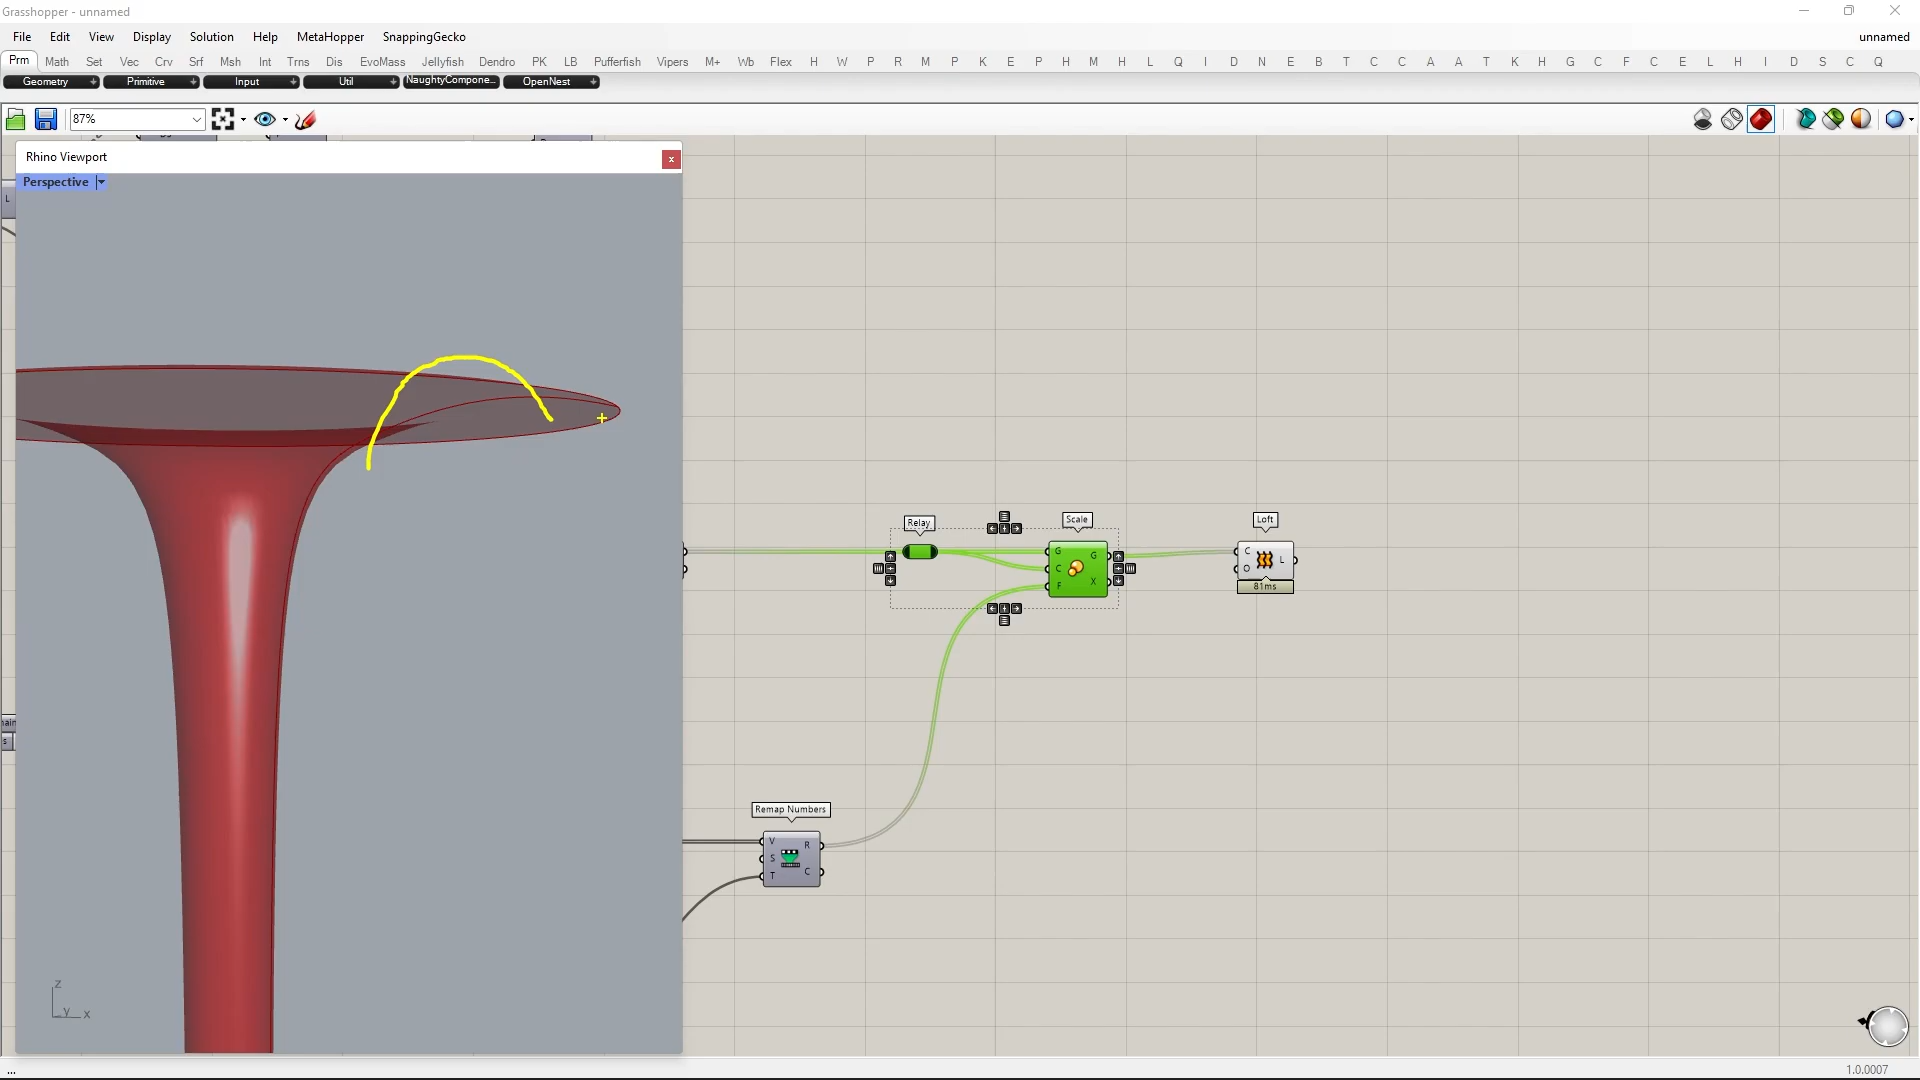 Grasshopper - unnamed
File Edit View Display Solution Help MetaHopper SnappingGecko unnamed
Prm Math Set Vec Crv Srf Msh Int Trns Dis EvoMass Jellyfish Dendro PK LB Pufferfish Vipers M+ Wb Flex H W P R M P K E P H M H L Q I D N E B T C C A A T K H G C F C E L H I D S C Q
Geometry Primitive Input Util NaughtyCompone... OpenNest
87%
Rhino Viewport
Perspective
L
Relay Scale Loft
G C F G X
C O L
81ms
Remap Numbers
V S T R C
s
z
y x
... 1.0.0007